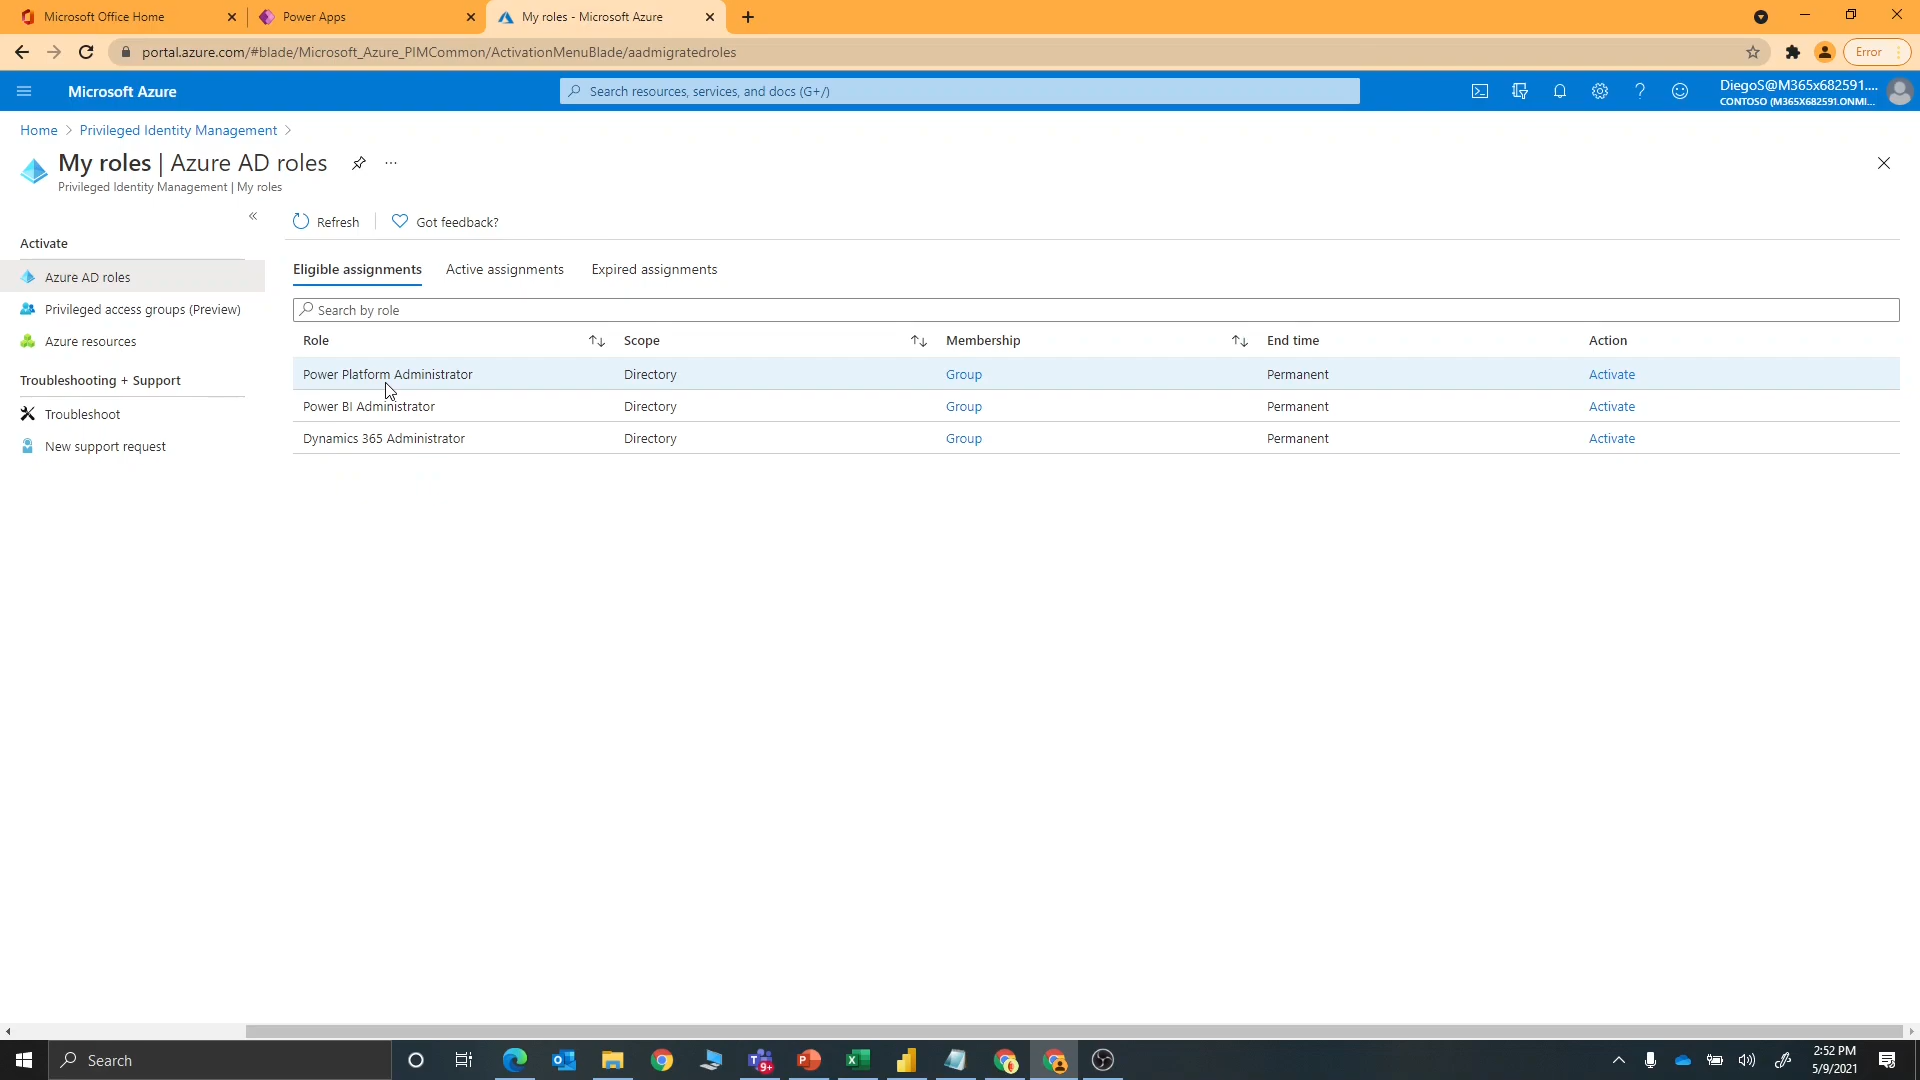 Microsoft Office Home
Power Apps
My roles - Microsoft Azure
portal.azure.com/#blade/Microsoft_Azure_PIMCommon/ActivationMenuBlade/aadmigratedroles
Error
Microsoft Azure
Search resources, services, and docs (G+/)
DiegoS@M365x682591....
CONTOSO (M365X682591.ONMI...
Home > Privileged Identity Management >
My roles | Azure AD roles
Privileged Identity Management | My roles
Refresh
Got feedback?
Activate
Azure AD roles
Privileged access groups (Preview)
Azure resources
Troubleshooting + Support
Troubleshoot
New support request
Eligible assignments
Active assignments
Expired assignments
Search by role
Role Scope Membership End time Action
Power Platform Administrator Directory Group Permanent Activate
Power BI Administrator Directory Group Permanent Activate
Dynamics 365 Administrator Directory Group Permanent Activate
Search
9+
2:52 PM
5/9/2021